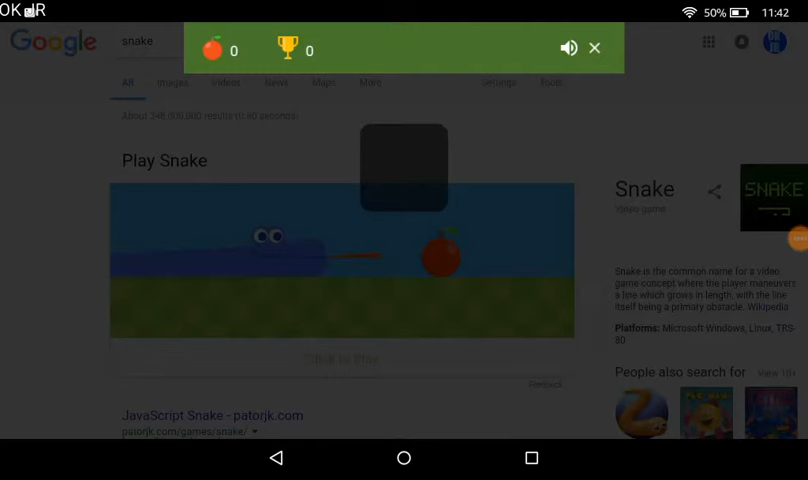 50% 11:42
Google
snake
0 0
All Images Videos News Maps More Settings Tools
Play Snake
Snake
Video game
SNAKE
Snake is the common name for a video
game concept where the player maneuvers
a line which grows in length, with the line
itself being a primary obstacle. Wikipedia
Platforms: Microsoft Windows, Linux, TRS-
80
Click to Play
Feedback
People also search for View 15+
JavaScript Snake - patorjk.com
patorjk.com/games/snake/